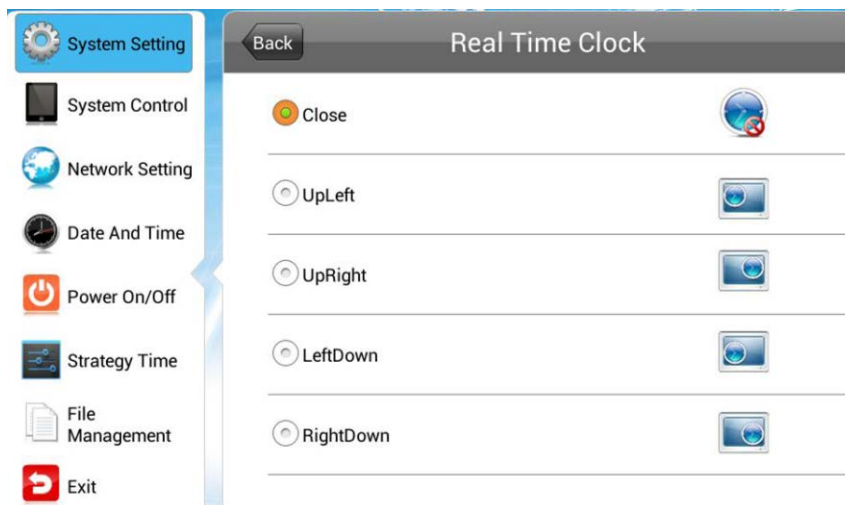 System Setting
System Control
Network Setting
Date And Time
Power On/Off
Strategy Time
File
Management
Exit
Back
Real Time Clock
Close
UpLeft
UpRight
LeftDown
RightDown